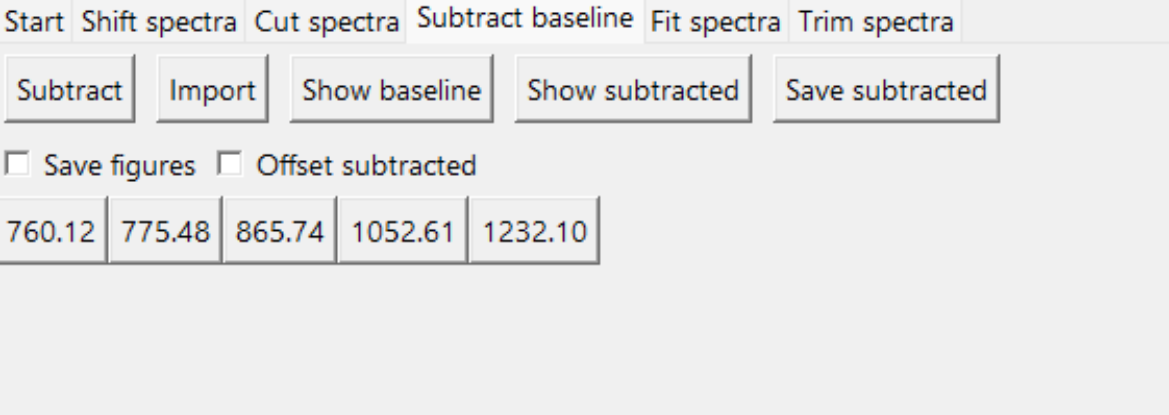 Start Shift spectra Cut spectra Subtract baseline Fit spectra Trim spectra
Subtract Import Show baseline Show subtracted Save subtracted
Save figures Offset subtracted
760.12 775.48 865.74 1052.61 1232.10